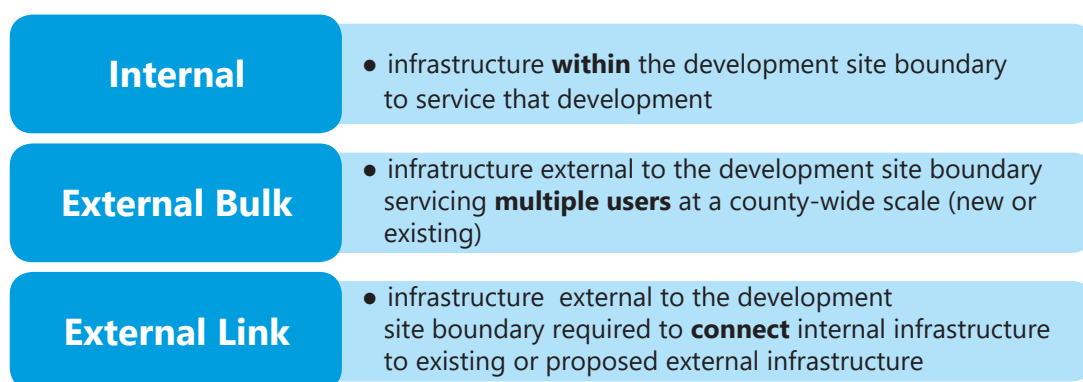 Internal
● infrastructure within the development site boundary
to service that development
External Bulk
● infratructure external to the development site boundary
servicing multiple users at a county-wide scale (new or
existing)
External Link
● infrastructure external to the development
site boundary required to connect internal infrastructure
to existing or proposed external infrastructure